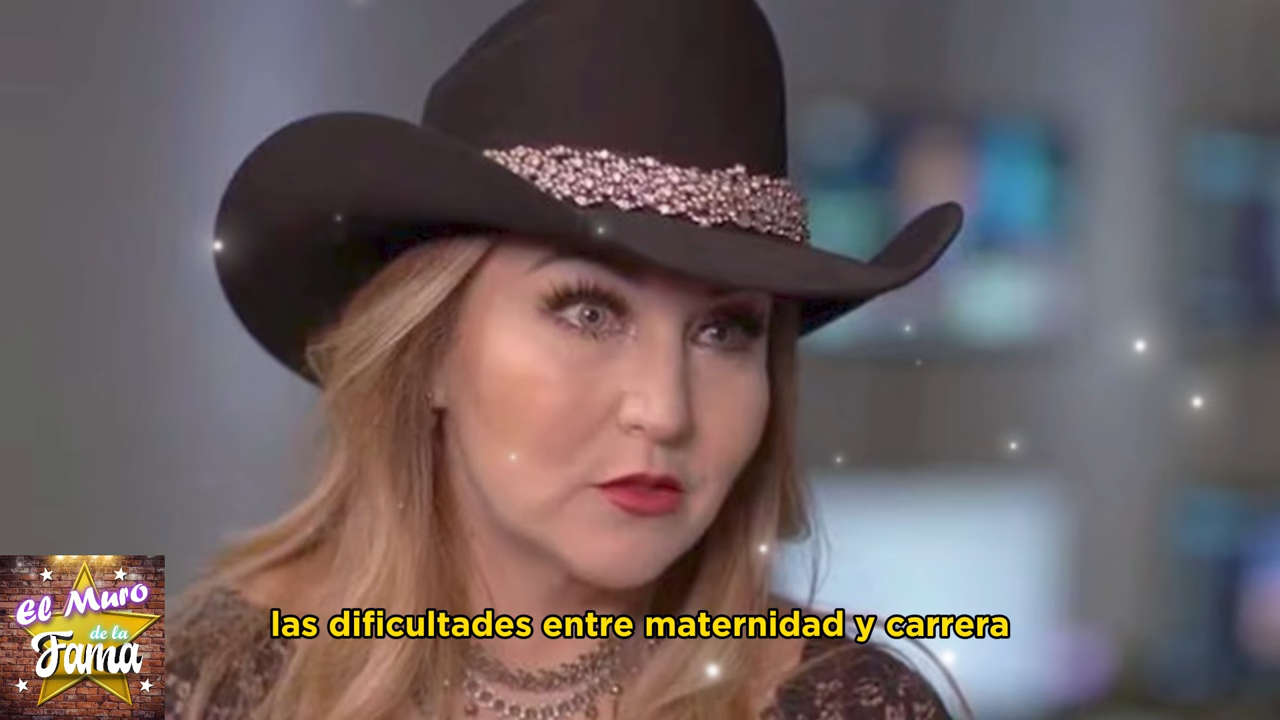 las dificultades entre maternidad y carrera
El Muro
de la
Fama